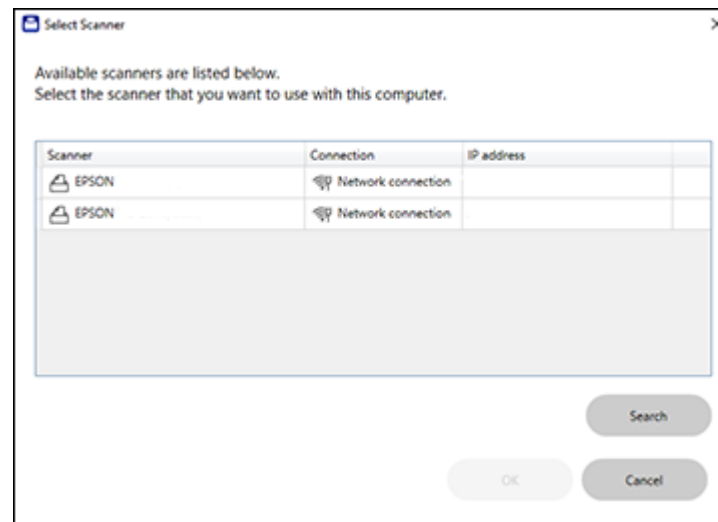 Select Scanner
Available scanners are listed below.
Select the scanner that you want to use with this computer.
Scanner Connection IP address
EPSON Network connection
EPSON Network connection
Search
OK Cancel